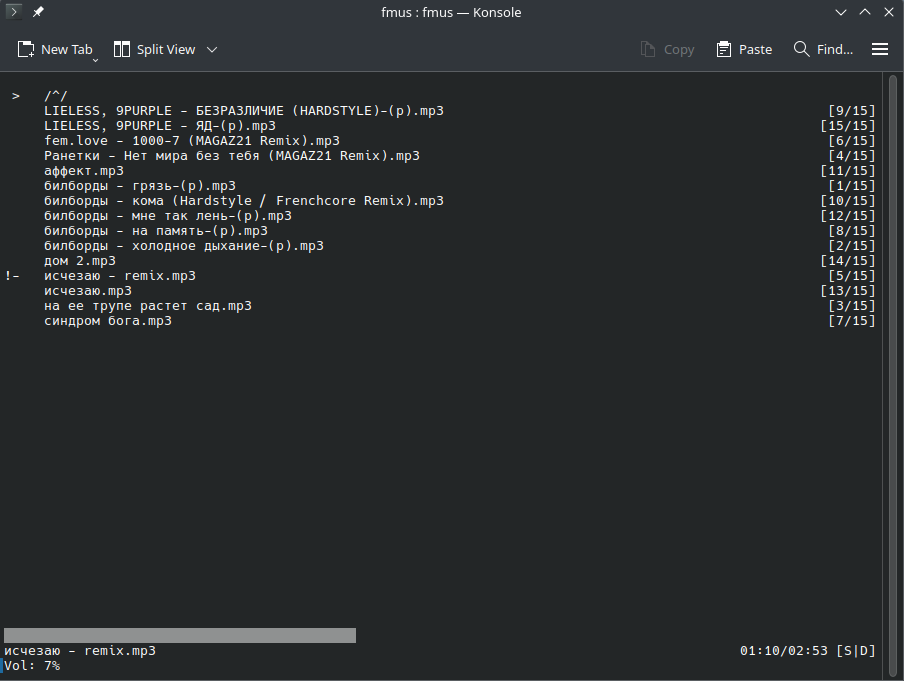 fmus : fmus — Konsole
New Tab Split View Copy Paste Find...
> /^/
LIELESS, 9PURPLE - БЕЗРАЗЛИЧИЕ (HARDSTYLE)-(p).mp3 [9/15]
LIELESS, 9PURPLE - ЯД-(p).mp3 [15/15]
fem.love - 1000-7 (MAGAZ21 Remix).mp3 [6/15]
Ранетки - Нет мира без тебя (MAGAZ21 Remix).mp3 [4/15]
аффект.mp3 [11/15]
билборды - грязь-(p).mp3 [1/15]
билборды - кома (Hardstyle / Frenchcore Remix).mp3 [10/15]
билборды - мне так лень-(p).mp3 [12/15]
билборды - на память-(p).mp3 [8/15]
билборды - холодное дыхание-(p).mp3 [2/15]
дом 2.mp3 [14/15]
!- исчезаю - remix.mp3 [5/15]
исчезаю.mp3 [13/15]
на ее трупе растет сад.mp3 [3/15]
синдром бога.mp3 [7/15]
исчезаю - remix.mp3 01:10/02:53 [S|D]
Vol: 7%